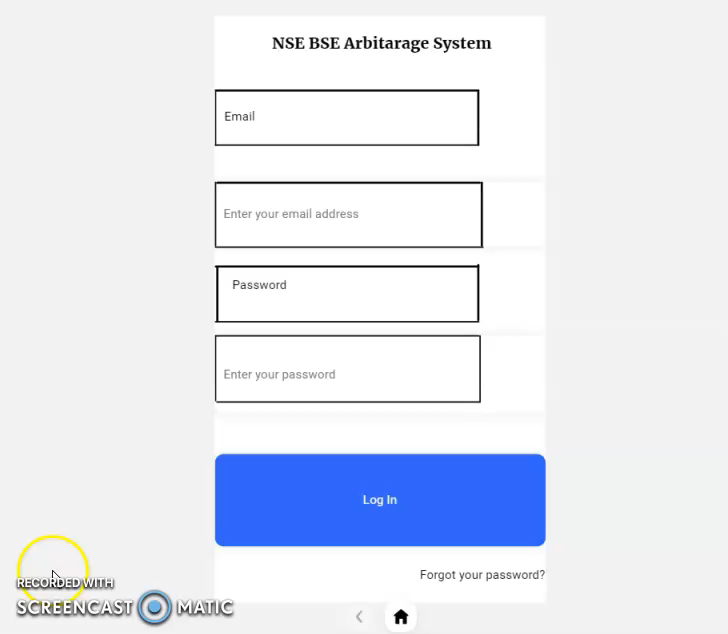 NSE BSE Arbitarage System
Email
Enter your email address
Password
Enter your password
Log In
Forgot your password?
RECORDED WITH
SCREENCAST MATIC